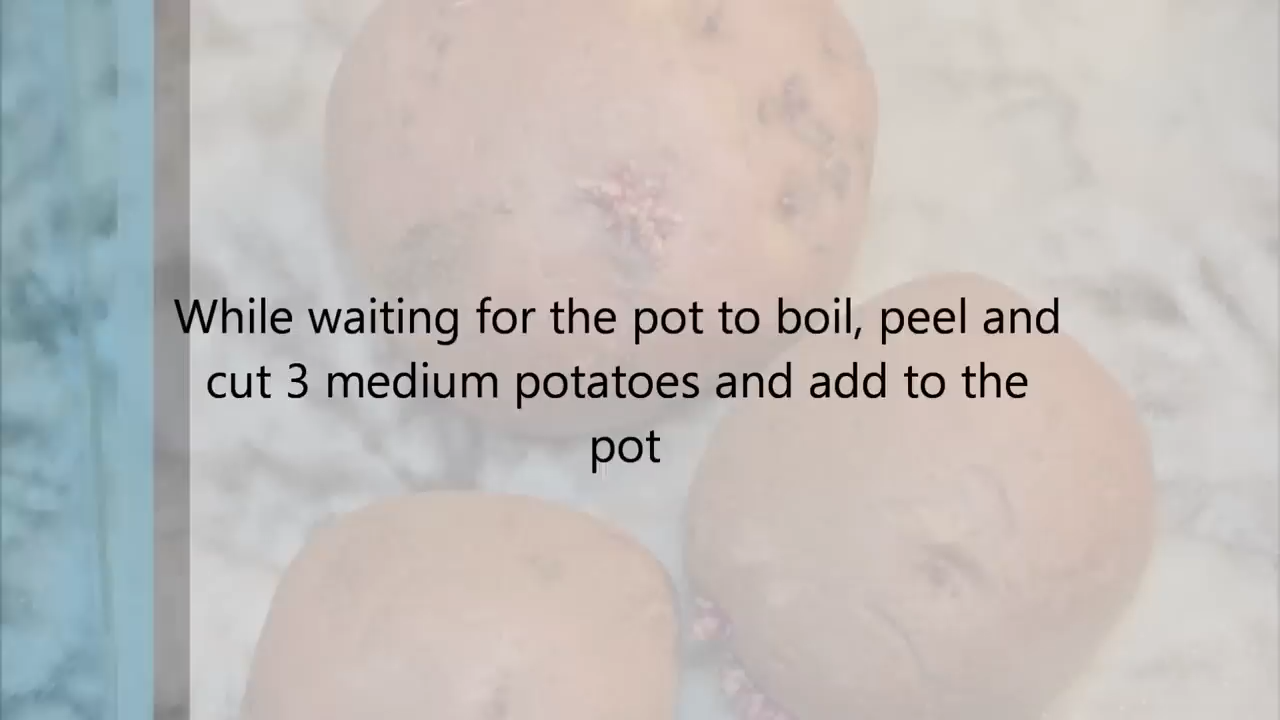 While waiting for the pot to boil, peel and
cut 3 medium potatoes and add to the
pot